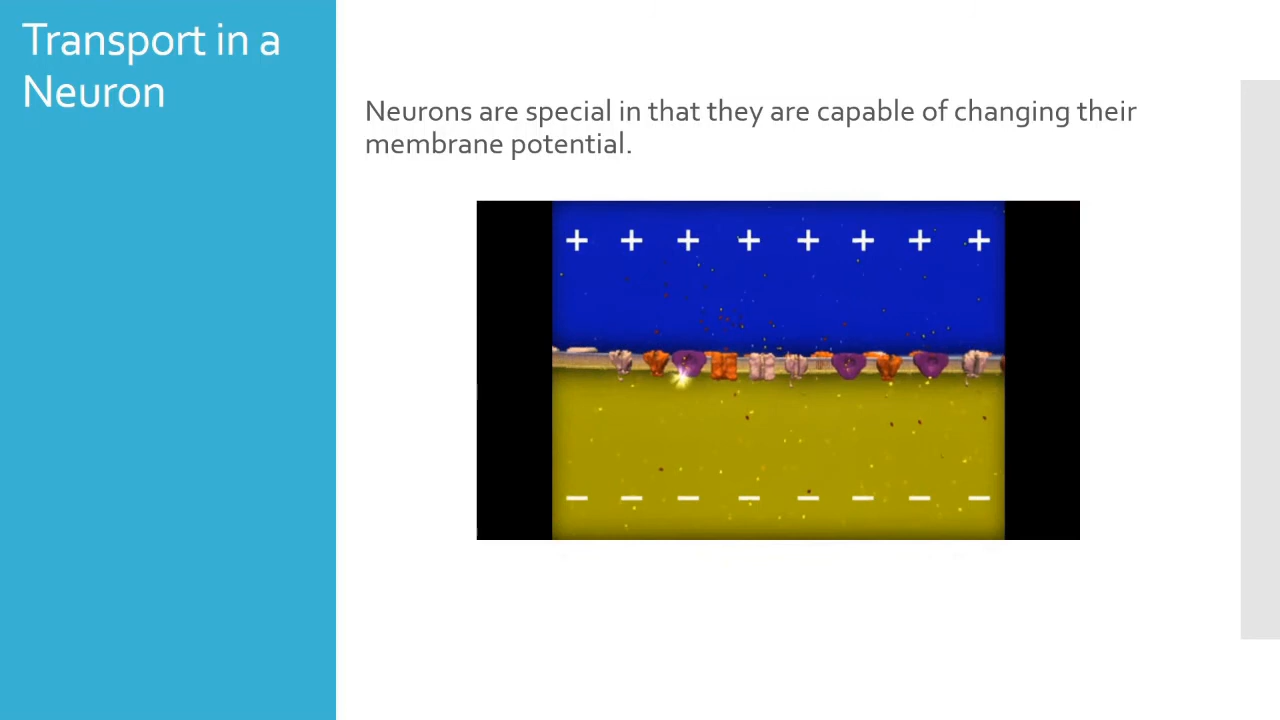 Transport in a
Neuron
Neurons are special in that they are capable of changing their
membrane potential.
+ + + + + + + +
− − − − − − − −